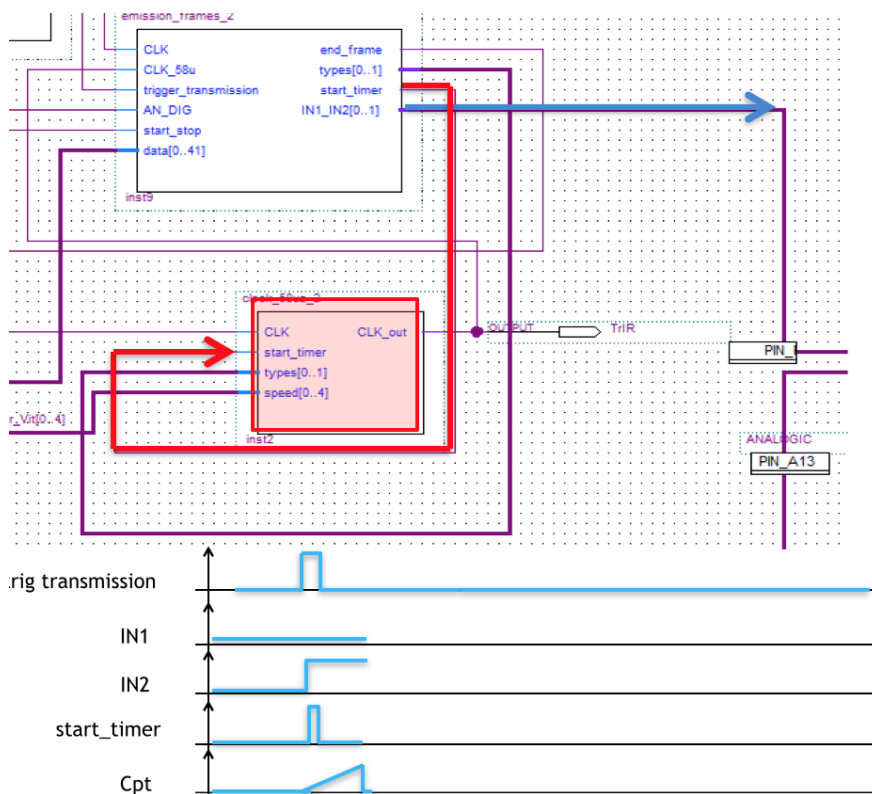 emission_frames_2
CLK
CLK_58u
trigger_transmission
AN_DIG
start_stop
data[0..41]
end_frame
types[0..1]
start_timer
IN1_IN2[0..1]
inst9
CLK
start_timer
types[0..1]
speed[0..4]
CLK_out
inst2
OUTPUT
TrIR
PIN_
r_Vit[0..4]
ANALOGIC
PIN_A13
trig transmission
IN1
IN2
start_timer
Cpt